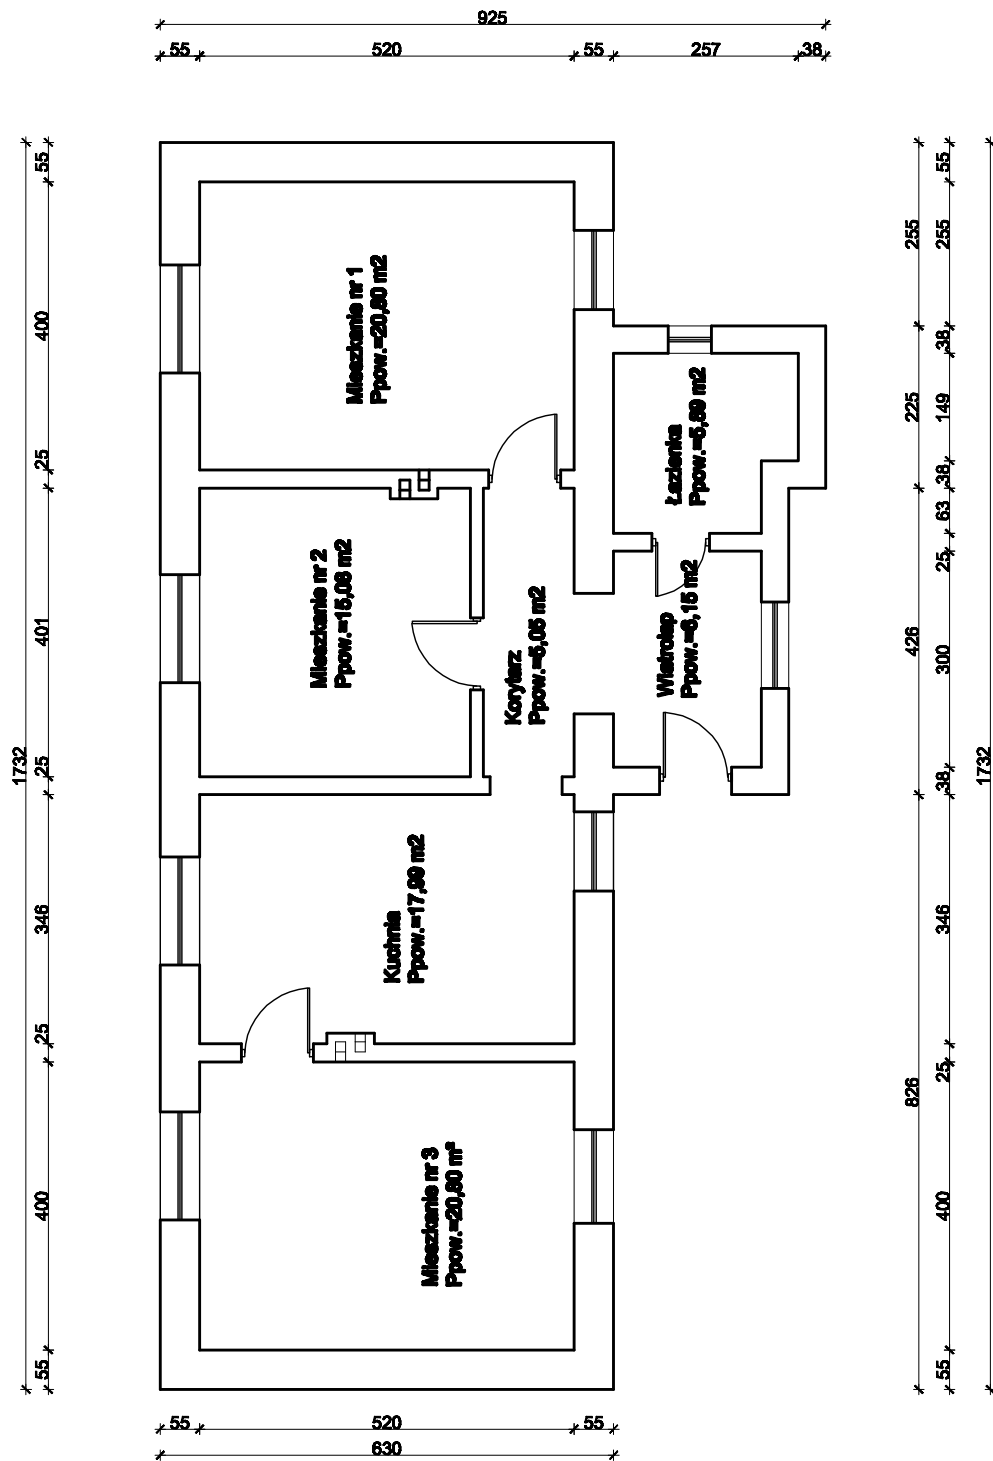 925
55
520
55
257
38
55
400
25
401
25
346
25
400
55
1732
Mieszkanie nr 1
Ppow.=20,80 m2
Łazienka
Ppow.=5,89 m2
Mieszkanie nr 2
Ppow.=15,08 m2
Korytarz
Ppow.=5,05 m2
Wiatrołap
Ppow.=6,15 m2
Kuchnia
Ppow.=17,99 m2
Mieszkanie nr 3
Ppow.=20,80 m²
255
225
426
826
55
255
38
149
38
63
25
300
38
346
25
400
55
1732
55
520
55
630